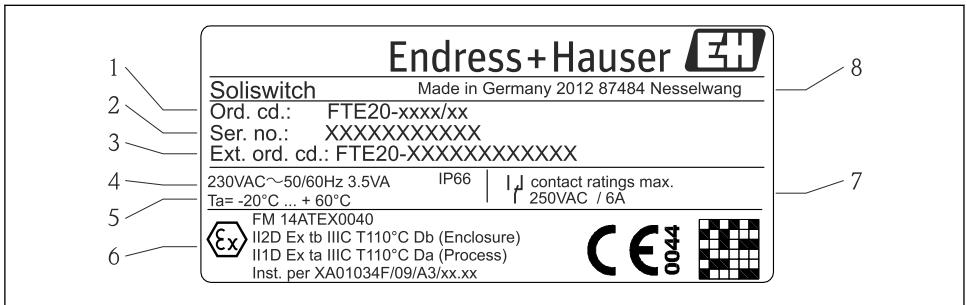 Endress+Hauser EH
Soliswitch Made in Germany 2012 87484 Nesselwang
Ord. cd.: FTE20-xxxx/xx
Ser. no.: XXXXXXXXXXX
Ext. ord. cd.: FTE20-XXXXXXXXXXXX
230VAC～50/60Hz 3.5VA IP66 contact ratings max.
Ta= -20°C ... + 60°C 250VAC / 6A
FM 14ATEX0040
II2D Ex tb IIIC T110°C Db (Enclosure)
II1D Ex ta IIIC T110°C Da (Process)
Inst. per XA01034F/09/A3/xx.xx
Ex
CE 0044
1
2
3
4
5
6
7
8